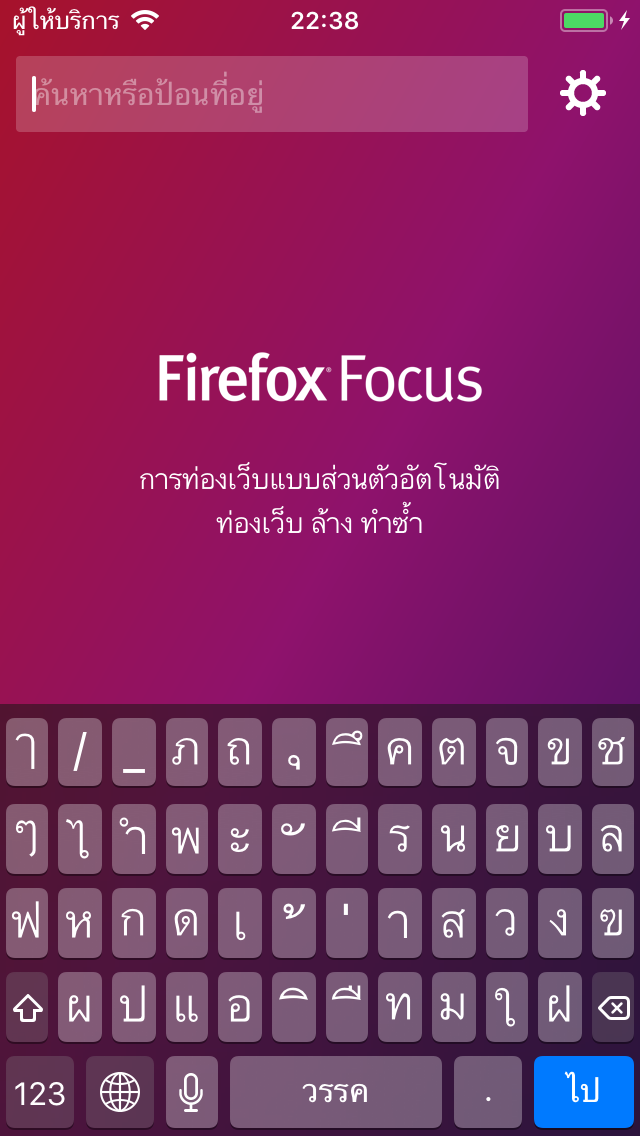 ผู้ให้บริการ 22:38
ค้นหาหรือป้อนที่อยู่
Firefox® Focus
การท่องเว็บแบบส่วนตัวอัตโนมัติ
ท่องเว็บ ล้าง ทำซ้ำ
ๅ / _ ภ ถ ุ ึ ค ต จ ข ช
ๆ ไ ำ พ ะ ั ี ร น ย บ ล
ฟ ห ก ด เ ้ ่ า ส ว ง ฃ
ผ ป แ อ ิ ื ท ม ใ ฝ
123 วรรค . ไป